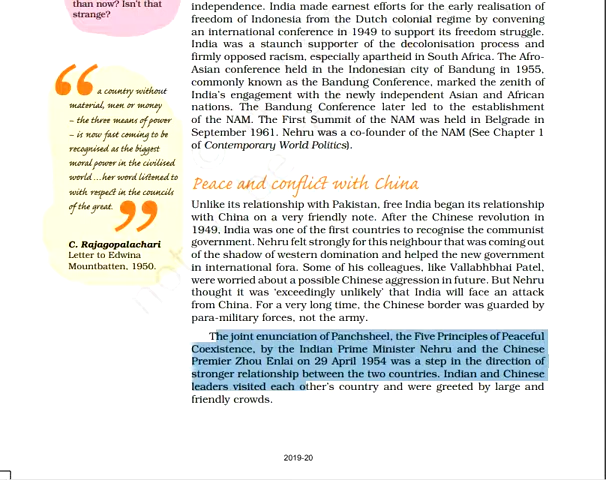 than now? Isn't that
strange?
a country without
material, men or money
– the three means of power
– is now fast coming to be
recognised as the biggest
moral power in the civilised
world ...her word listened to
with respect in the councils
of the great.
C. Rajagopalachari
Letter to Edwina
Mountbatten, 1950.
independence. India made earnest efforts for the early realisation of
freedom of Indonesia from the Dutch colonial regime by convening
an international conference in 1949 to support its freedom struggle.
India was a staunch supporter of the decolonisation process and
firmly opposed racism, especially apartheid in South Africa. The Afro-
Asian conference held in the Indonesian city of Bandung in 1955,
commonly known as the Bandung Conference, marked the zenith of
India's engagement with the newly independent Asian and African
nations. The Bandung Conference later led to the establishment
of the NAM. The First Summit of the NAM was held in Belgrade in
September 1961. Nehru was a co-founder of the NAM (See Chapter 1
of Contemporary World Politics).
Peace and conflict with China
Unlike its relationship with Pakistan, free India began its relationship
with China on a very friendly note. After the Chinese revolution in
1949, India was one of the first countries to recognise the communist
government. Nehru felt strongly for this neighbour that was coming out
of the shadow of western domination and helped the new government
in international fora. Some of his colleagues, like Vallabhbhai Patel,
were worried about a possible Chinese aggression in future. But Nehru
thought it was 'exceedingly unlikely' that India will face an attack
from China. For a very long time, the Chinese border was guarded by
para-military forces, not the army.
The joint enunciation of Panchsheel, the Five Principles of Peaceful
Coexistence, by the Indian Prime Minister Nehru and the Chinese
Premier Zhou Enlai on 29 April 1954 was a step in the direction of
stronger relationship between the two countries. Indian and Chinese
leaders visited each other's country and were greeted by large and
friendly crowds.
2019-20